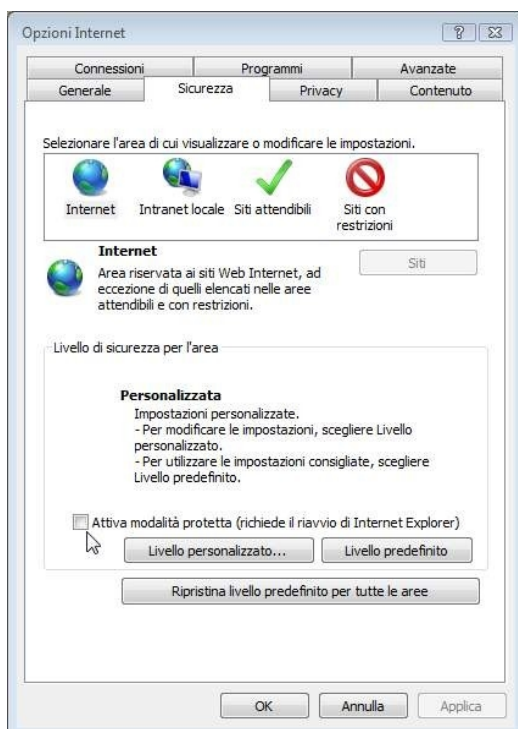 Opzioni Internet
Connessioni Programmi Avanzate
Generale Sicurezza Privacy Contenuto
Selezionare l'area di cui visualizzare o modificare le impostazioni.
Internet Intranet locale Siti attendibili Siti con
restrizioni
Internet
Siti
Area riservata ai siti Web Internet, ad
eccezione di quelli elencati nelle aree
attendibili e con restrizioni.
Livello di sicurezza per l'area
Personalizzata
Impostazioni personalizzate.
- Per modificare le impostazioni, scegliere Livello
personalizzato.
- Per utilizzare le impostazioni consigliate, scegliere
Livello predefinito.
Attiva modalità protetta (richiede il riavvio di Internet Explorer)
Livello personalizzato... Livello predefinito
Ripristina livello predefinito per tutte le aree
OK Annulla Applica